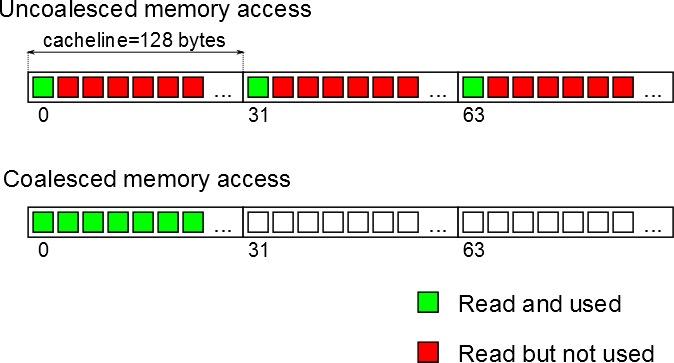 Uncoalesced memory access
cacheline=128 bytes
... ... ...
0 31 63
Coalesced memory access
... ... ...
0 31 63
Read and used
Read but not used